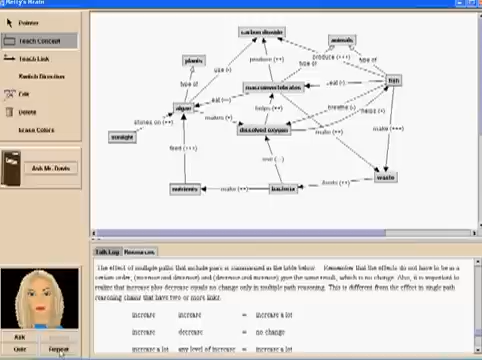 Betty's Brain
Pointer
Teach Concept
Teach Link
Switch Direction
Edit
Delete
Erase Colors
Ask Mr. Davis
Ask
Quiz
Repeat
carbon dioxide
animals
plants
produce (++)
produce (+++)
type of
type of
use (-)
macroinvertebrates
eat (-)
fish
type of
algae
eat (--)
helps (+)
breathe (-)
sunlight
makes (+)
dissolved oxygen
feed (++)
use (--)
waste
nutrients
make (++)
bacteria
Talk Log
Resources
The effect of multiple paths that include pairs is summarized in the table below. Remember that the effects do not have to be in a
certain order, (increase and decrease) and (decrease and increase) give the same result, which is no change. Also, it is important to
realize that increase plus decrease equals no change only in multiple path reasoning. This is different from the effect in single path
reasoning chains that have two or more links.
increase increase = increase a lot
increase decrease = no change
increase a lot any level of increase = increase a lot